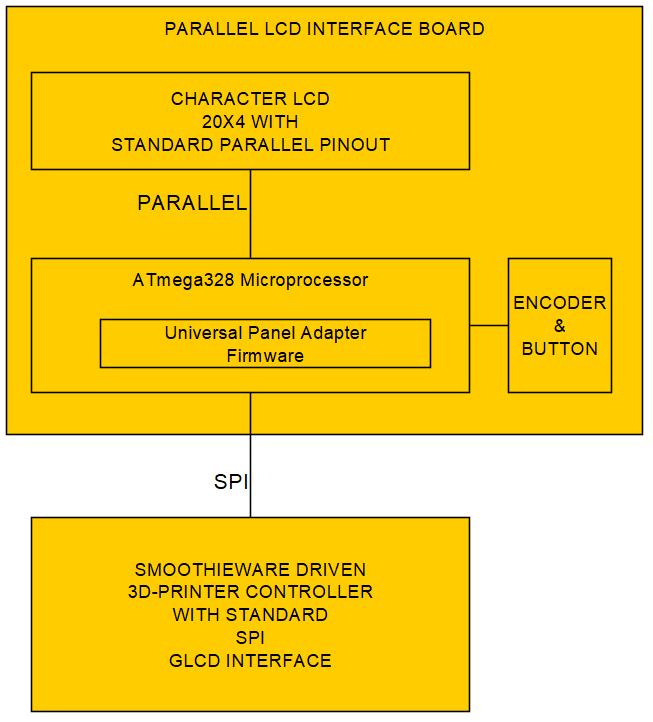 PARALLEL LCD INTERFACE BOARD
CHARACTER LCD
20X4 WITH
STANDARD PARALLEL PINOUT
PARALLEL
ATmega328 Microprocessor
Universal Panel Adapter
Firmware
ENCODER
&
BUTTON
SPI
SMOOTHIEWARE DRIVEN
3D-PRINTER CONTROLLER
WITH STANDARD
SPI
GLCD INTERFACE